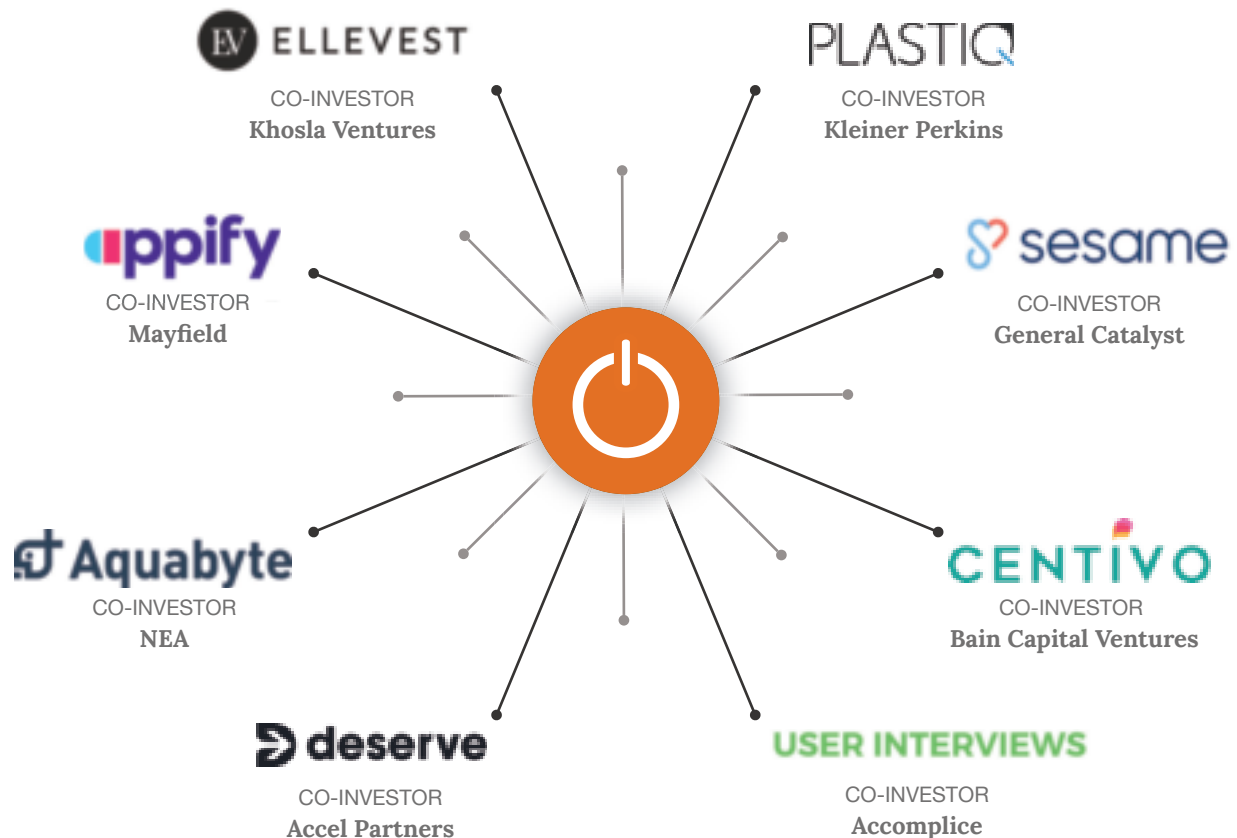 EV ELLEVEST
CO-INVESTOR
Khosla Ventures
PLASTIQ
CO-INVESTOR
Kleiner Perkins
appify
CO-INVESTOR
Mayfield
sesame
CO-INVESTOR
General Catalyst
Aquabyte
CO-INVESTOR
NEA
CENTIVO
CO-INVESTOR
Bain Capital Ventures
deserve
CO-INVESTOR
Accel Partners
USER INTERVIEWS
CO-INVESTOR
Accomplice